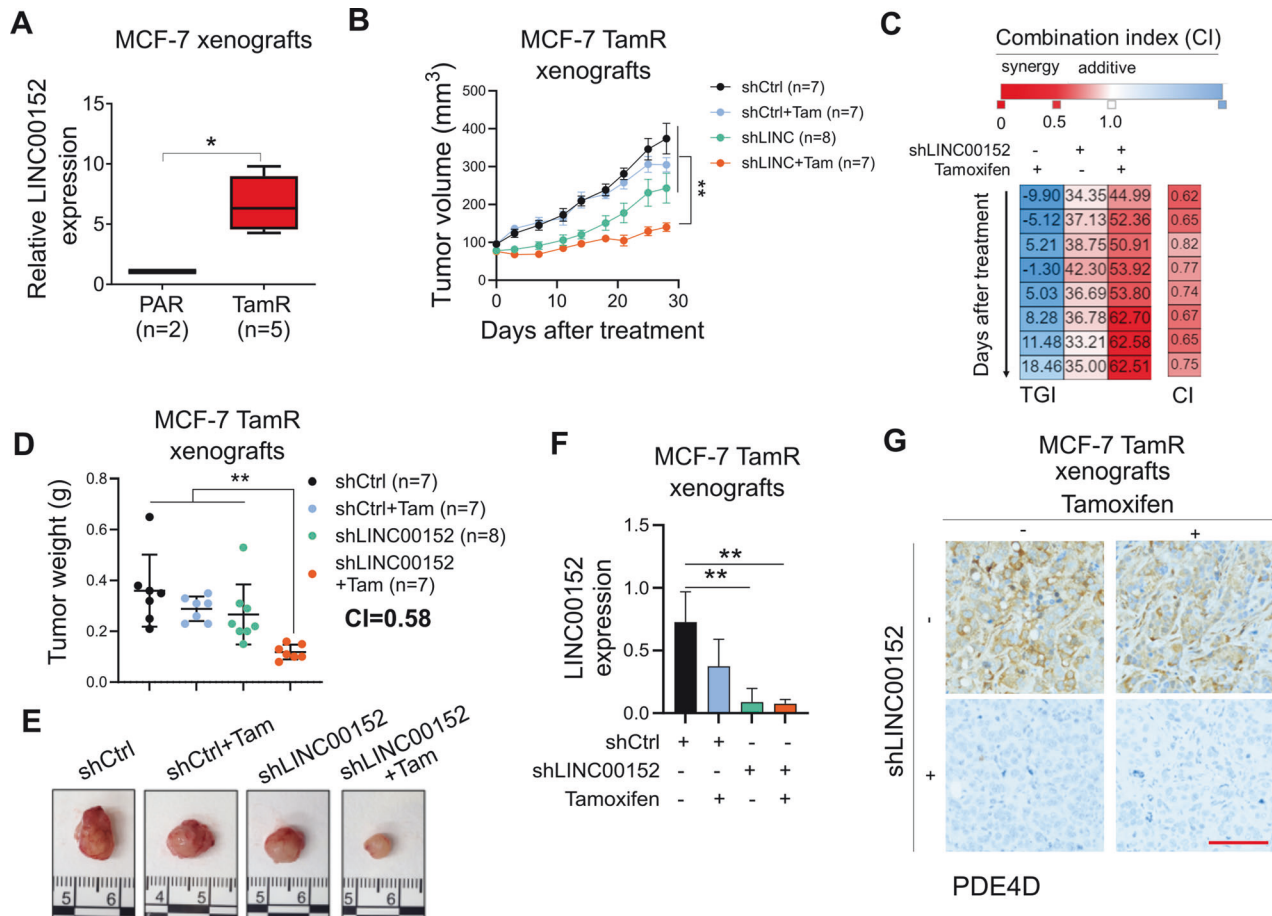 A
MCF-7 xenografts
Relative LINC00152
expression
15
10
5
0
*
PAR
(n=2)
TamR
(n=5)
B
MCF-7 TamR
xenografts
Tumor volume (mm3)
500
400
300
200
100
0
0
10
20
30
Days after treatment
shCtrl (n=7)
shCtrl+Tam (n=7)
shLINC (n=8)
shLINC+Tam (n=7)
**
C
Combination index (CI)
synergy additive
0 0.5 1.0
shLINC00152 - + +
Tamoxifen + - +
Days after treatment
-9.90 34.35 44.99 0.62
-5.12 37.13 52.36 0.65
5.21 38.75 50.91 0.82
-1.30 42.30 53.92 0.77
5.03 36.69 53.80 0.74
8.28 36.78 62.70 0.67
11.48 33.21 62.58 0.65
18.46 35.00 62.51 0.75
TGI CI
D
MCF-7 TamR
xenografts
Tumor weight (g)
0.8
0.6
0.4
0.2
0.0
**
shCtrl (n=7)
shCtrl+Tam (n=7)
shLINC00152 (n=8)
shLINC00152
+Tam (n=7)
CI=0.58
E
shCtrl
shCtrl+Tam
shLINC00152
shLINC00152
+Tam
5 6
4 5
5 6
5 6
F
MCF-7 TamR
xenografts
LINC00152
expression
1.5
1.0
0.5
0.0
**
**
shCtrl + + - -
shLINC00152 - - + +
Tamoxifen - + - +
G
MCF-7 TamR
xenografts
Tamoxifen
- +
shLINC00152
-
+
PDE4D